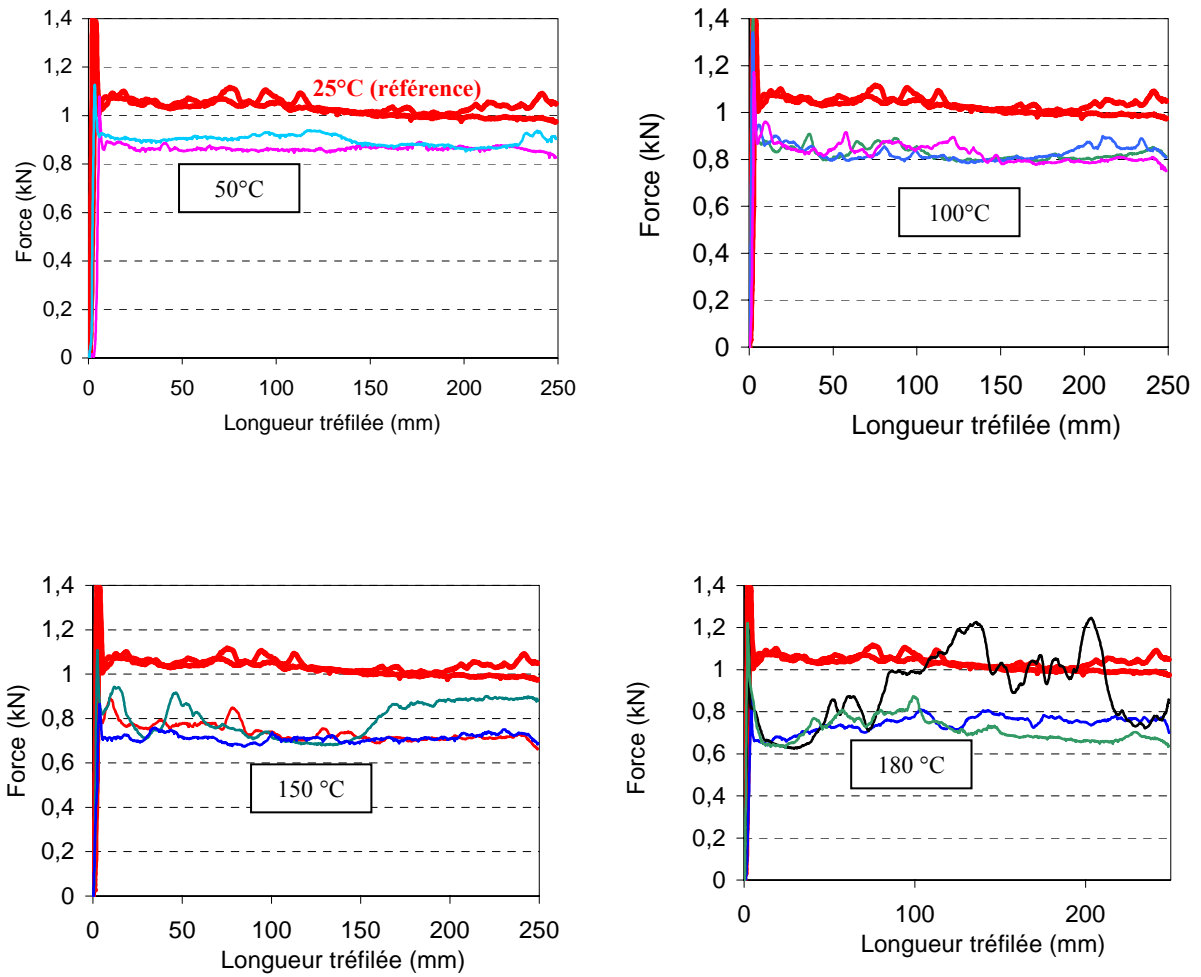 1,4
1,2
1
0,8
0,6
0,4
0,2
0
Force (kN)
25°C (référence)
50°C
0 50 100 150 200 250
Longueur tréfilée (mm)
1,4
1,2
1
0,8
0,6
0,4
0,2
0
Force (kN)
100°C
0 50 100 150 200 250
Longueur tréfilée (mm)
1,4
1,2
1
0,8
0,6
0,4
0,2
0
Force (kN)
150 °C
0 50 100 150 200 250
Longueur tréfilée (mm)
1,4
1,2
1
0,8
0,6
0,4
0,2
0
Force (kN)
180 °C
0 100 200
Longueur tréfilée (mm)